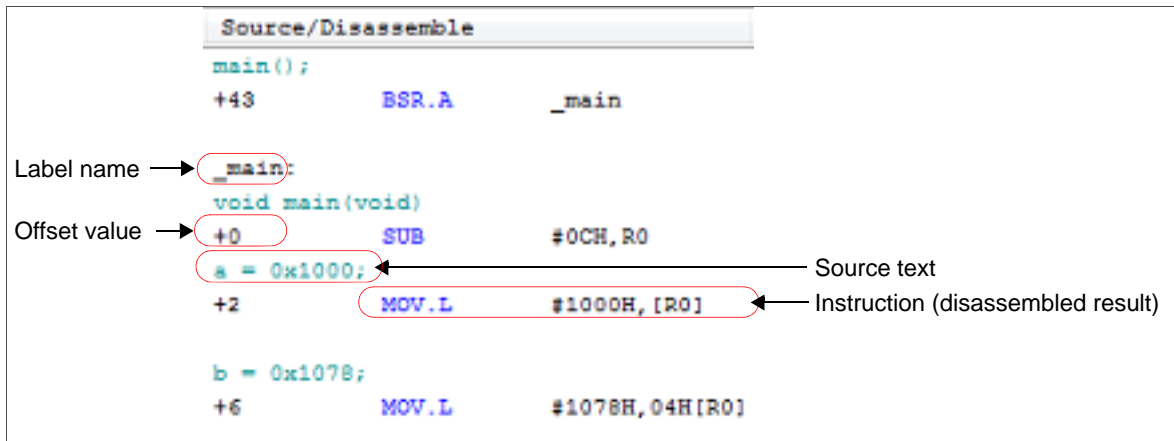 Source/Disassemble
main();
+43 BSR.A _main
Label name _main:
void main(void)
Offset value +0 SUB #0CH,R0
a = 0x1000; Source text
+2 MOV.L #1000H,[R0] Instruction (disassembled result)
b = 0x1078;
+6 MOV.L #1078H,04H[R0]